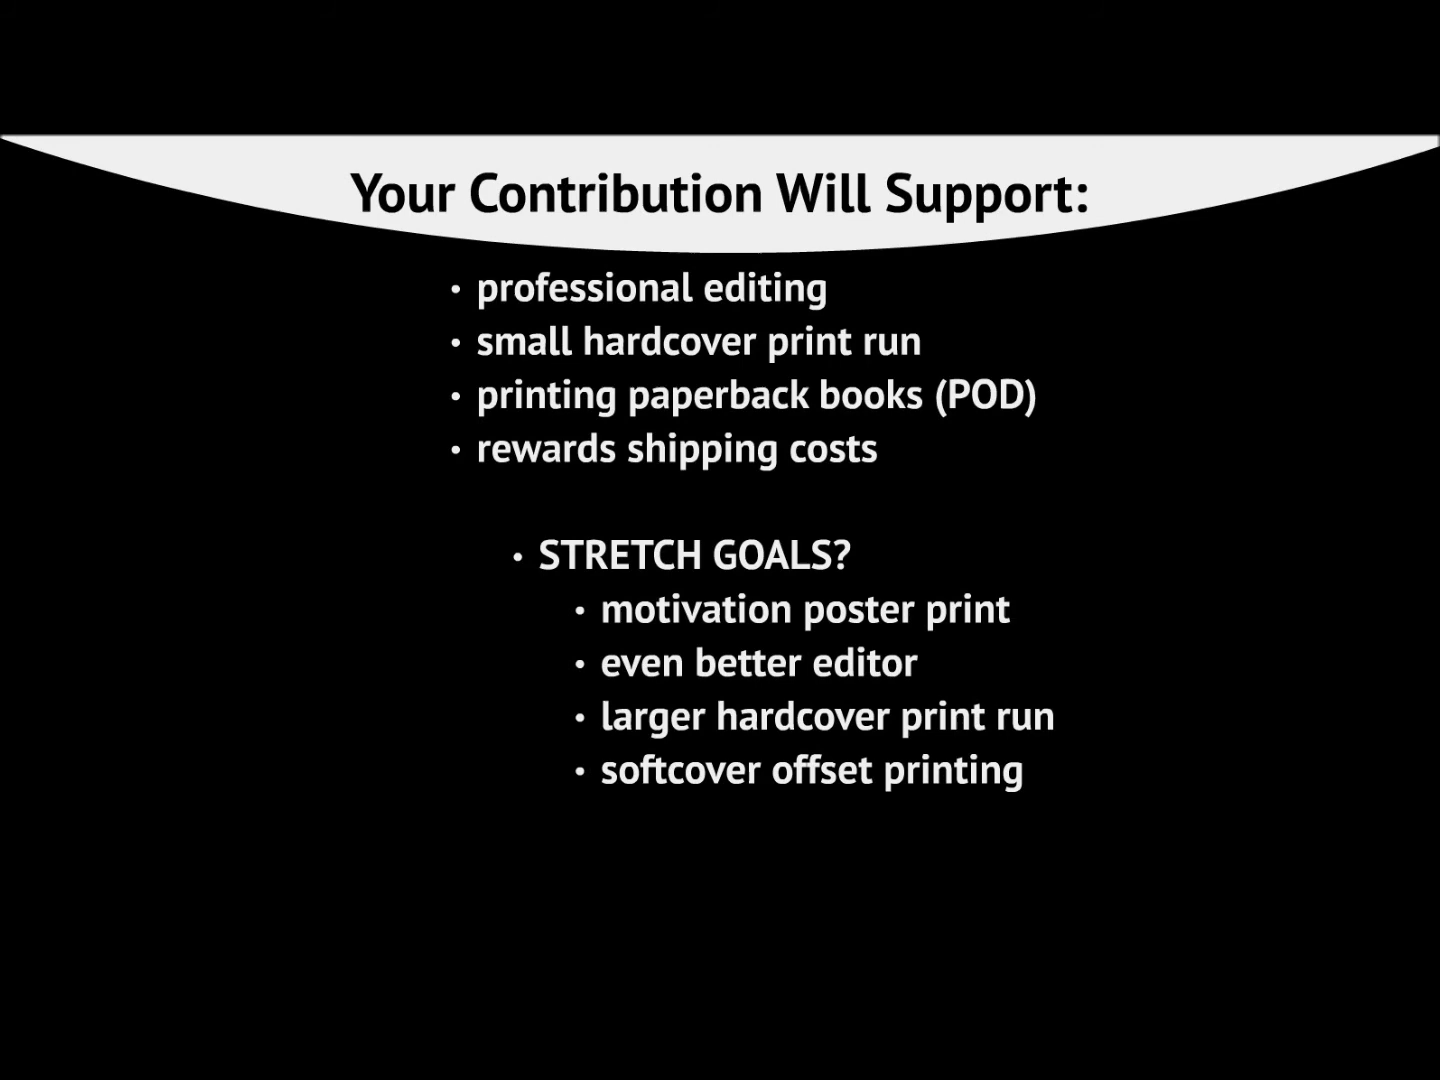 Your Contribution Will Support:
• professional editing
• small hardcover print run
• printing paperback books (POD)
• rewards shipping costs
• STRETCH GOALS?
• motivation poster print
• even better editor
• larger hardcover print run
• softcover offset printing